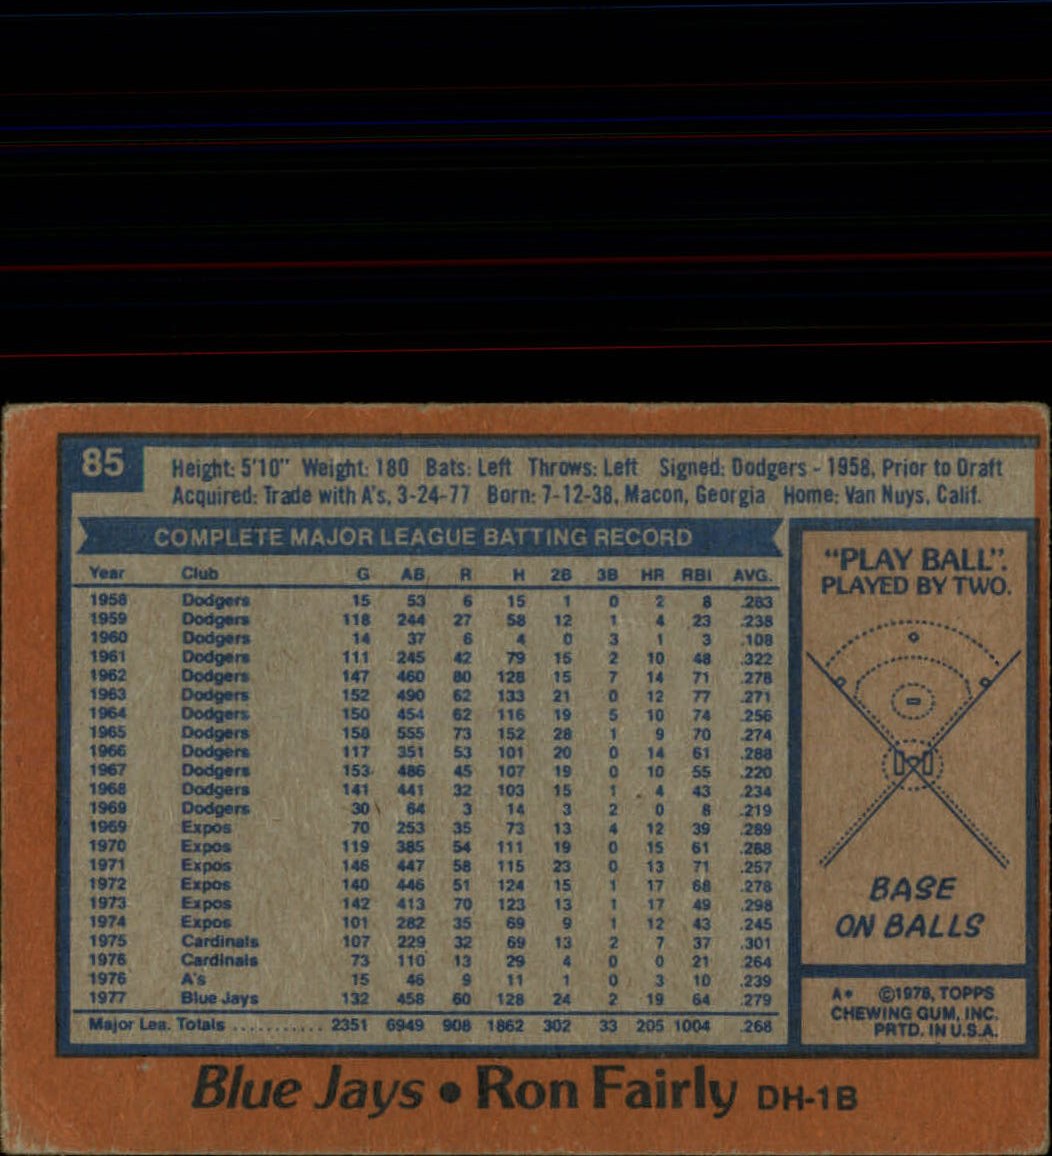 85
Height: 5'10" Weight: 180 Bats: Left Throws: Left Signed: Dodgers - 1958, Prior to Draft
Acquired: Trade with A's, 3-24-77 Born: 7-12-38, Macon, Georgia Home: Van Nuys, Calif.
COMPLETE MAJOR LEAGUE BATTING RECORD
Year Club G AB R H 2B 3B HR RBI AVG.
1958 Dodgers 15 53 6 15 1 0 2 8 .283
1959 Dodgers 118 244 27 58 12 1 4 23 .238
1960 Dodgers 14 37 6 4 0 3 1 3 .108
1961 Dodgers 111 245 42 79 15 2 10 48 .322
1962 Dodgers 147 460 80 128 15 7 14 71 .278
1963 Dodgers 152 490 62 133 21 0 12 77 .271
1964 Dodgers 150 454 62 116 19 5 10 74 .256
1965 Dodgers 158 555 73 152 28 1 9 70 .274
1966 Dodgers 117 351 53 101 20 0 14 61 .288
1967 Dodgers 153 486 45 107 19 0 10 55 .220
1968 Dodgers 141 441 32 103 15 1 4 43 .234
1969 Dodgers 30 64 3 14 3 2 0 8 .219
1969 Expos 70 253 35 73 13 4 12 39 .289
1970 Expos 119 385 54 111 19 0 15 61 .288
1971 Expos 146 447 58 115 23 0 13 71 .257
1972 Expos 140 446 51 124 15 1 17 68 .278
1973 Expos 142 413 70 123 13 1 17 49 .298
1974 Expos 101 282 35 69 9 1 12 43 .245
1975 Cardinals 107 229 32 69 13 2 7 37 .301
1976 Cardinals 73 110 13 29 4 0 0 21 .264
1976 A's 15 46 9 11 1 0 3 10 .239
1977 Blue Jays 132 458 60 128 24 2 19 64 .279
Major Lea. Totals ........... 2351 6949 908 1862 302 33 205 1004 .268
"PLAY BALL".
PLAYED BY TWO.
BASE
ON BALLS
A* ©1978, TOPPS
CHEWING GUM, INC.
PRTD. IN U.S.A.
Blue Jays • Ron Fairly DH-1B